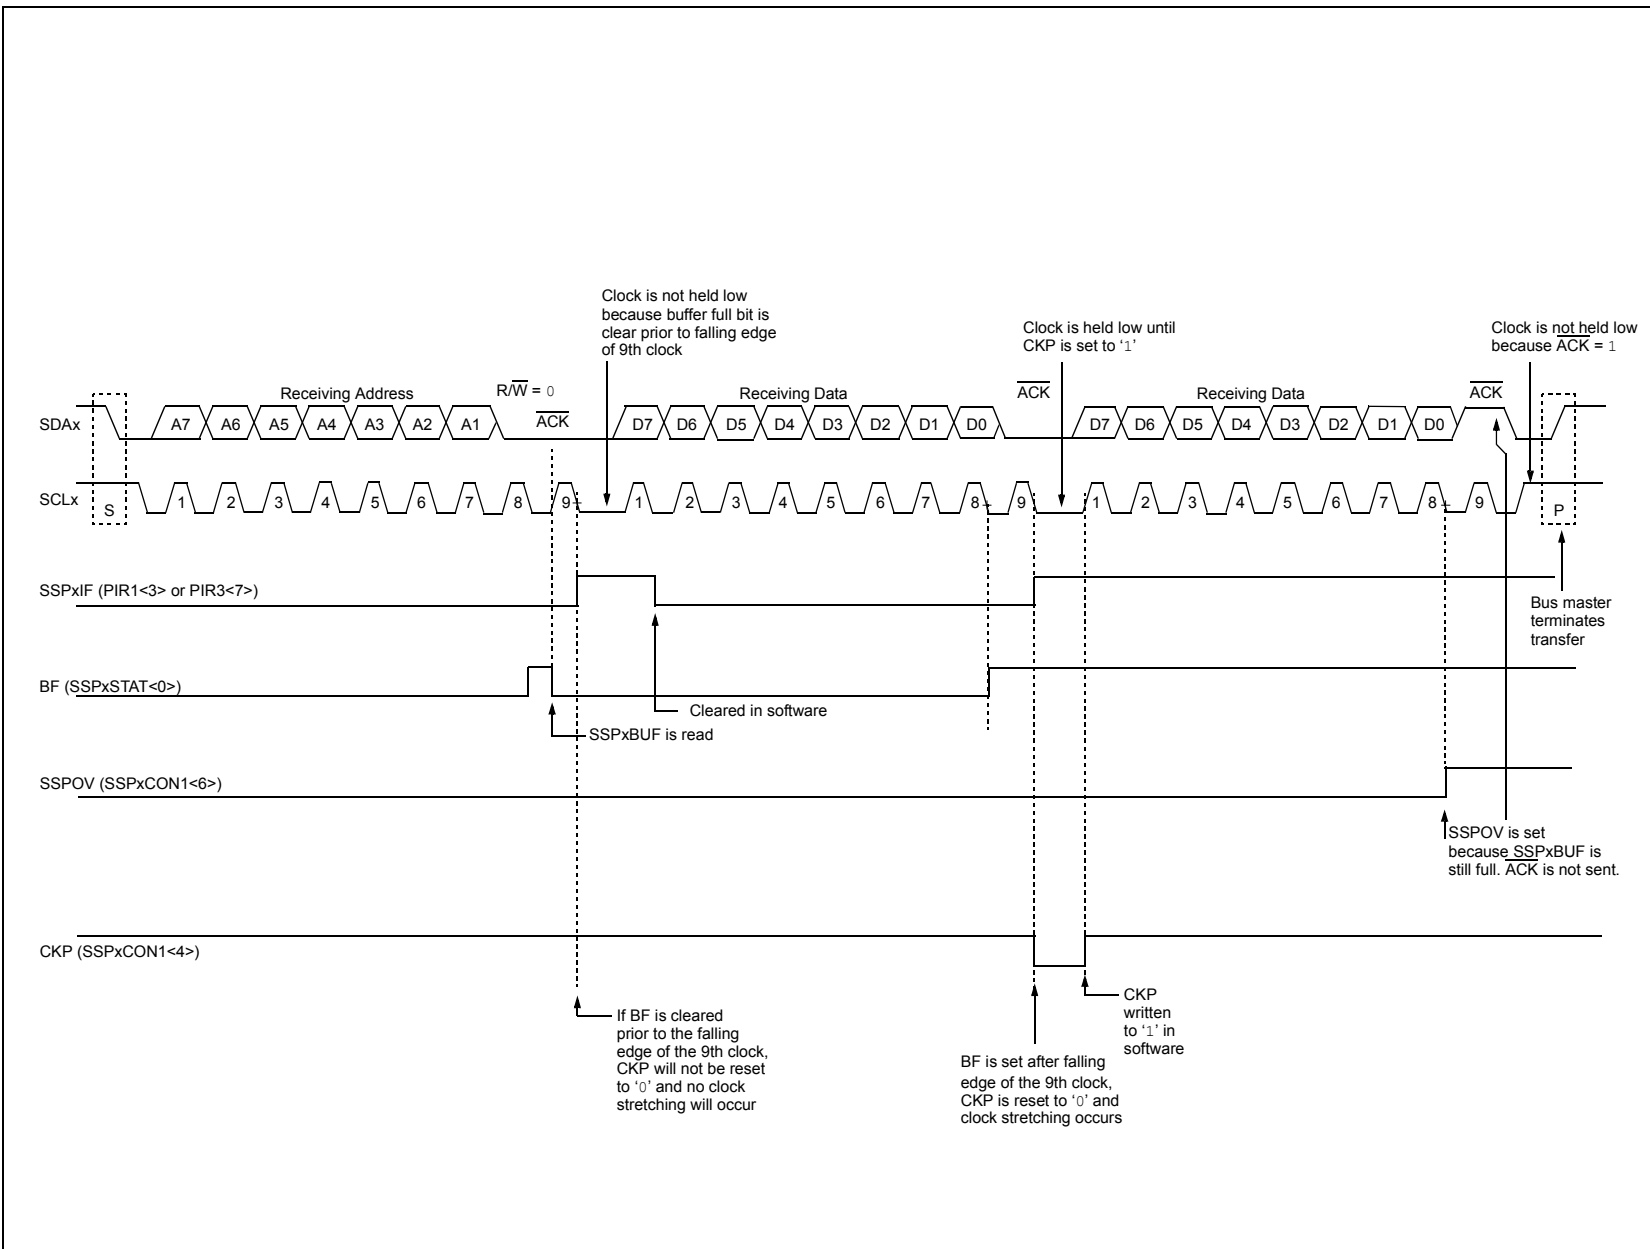 Clock is not held low
because buffer full bit is
clear prior to falling edge
of 9th clock
Clock is held low until
CKP is set to ‘1’
Clock is not held low
because A̅C̅K̅ = 1
Receiving Address
R/W̅ = 0
A̅C̅K̅
Receiving Data
A̅C̅K̅
Receiving Data
A̅C̅K̅
SDAx
A7 A6 A5 A4 A3 A2 A1
D7 D6 D5 D4 D3 D2 D1 D0
D7 D6 D5 D4 D3 D2 D1 D0
SCLx
S
1 2 3 4 5 6 7 8 9
1 2 3 4 5 6 7 8 9
1 2 3 4 5 6 7 8 9
P
SSPxIF (PIR1<3> or PIR3<7>)
Bus master
terminates
transfer
BF (SSPxSTAT<0>)
Cleared in software
SSPxBUF is read
SSPOV (SSPxCON1<6>)
SSPOV is set
because SSPxBUF is
still full. A̅C̅K̅ is not sent.
CKP (SSPxCON1<4>)
If BF is cleared
prior to the falling
edge of the 9th clock,
CKP will not be reset
to ‘0’ and no clock
stretching will occur
CKP
written
to ‘1’ in
software
BF is set after falling
edge of the 9th clock,
CKP is reset to ‘0’ and
clock stretching occurs